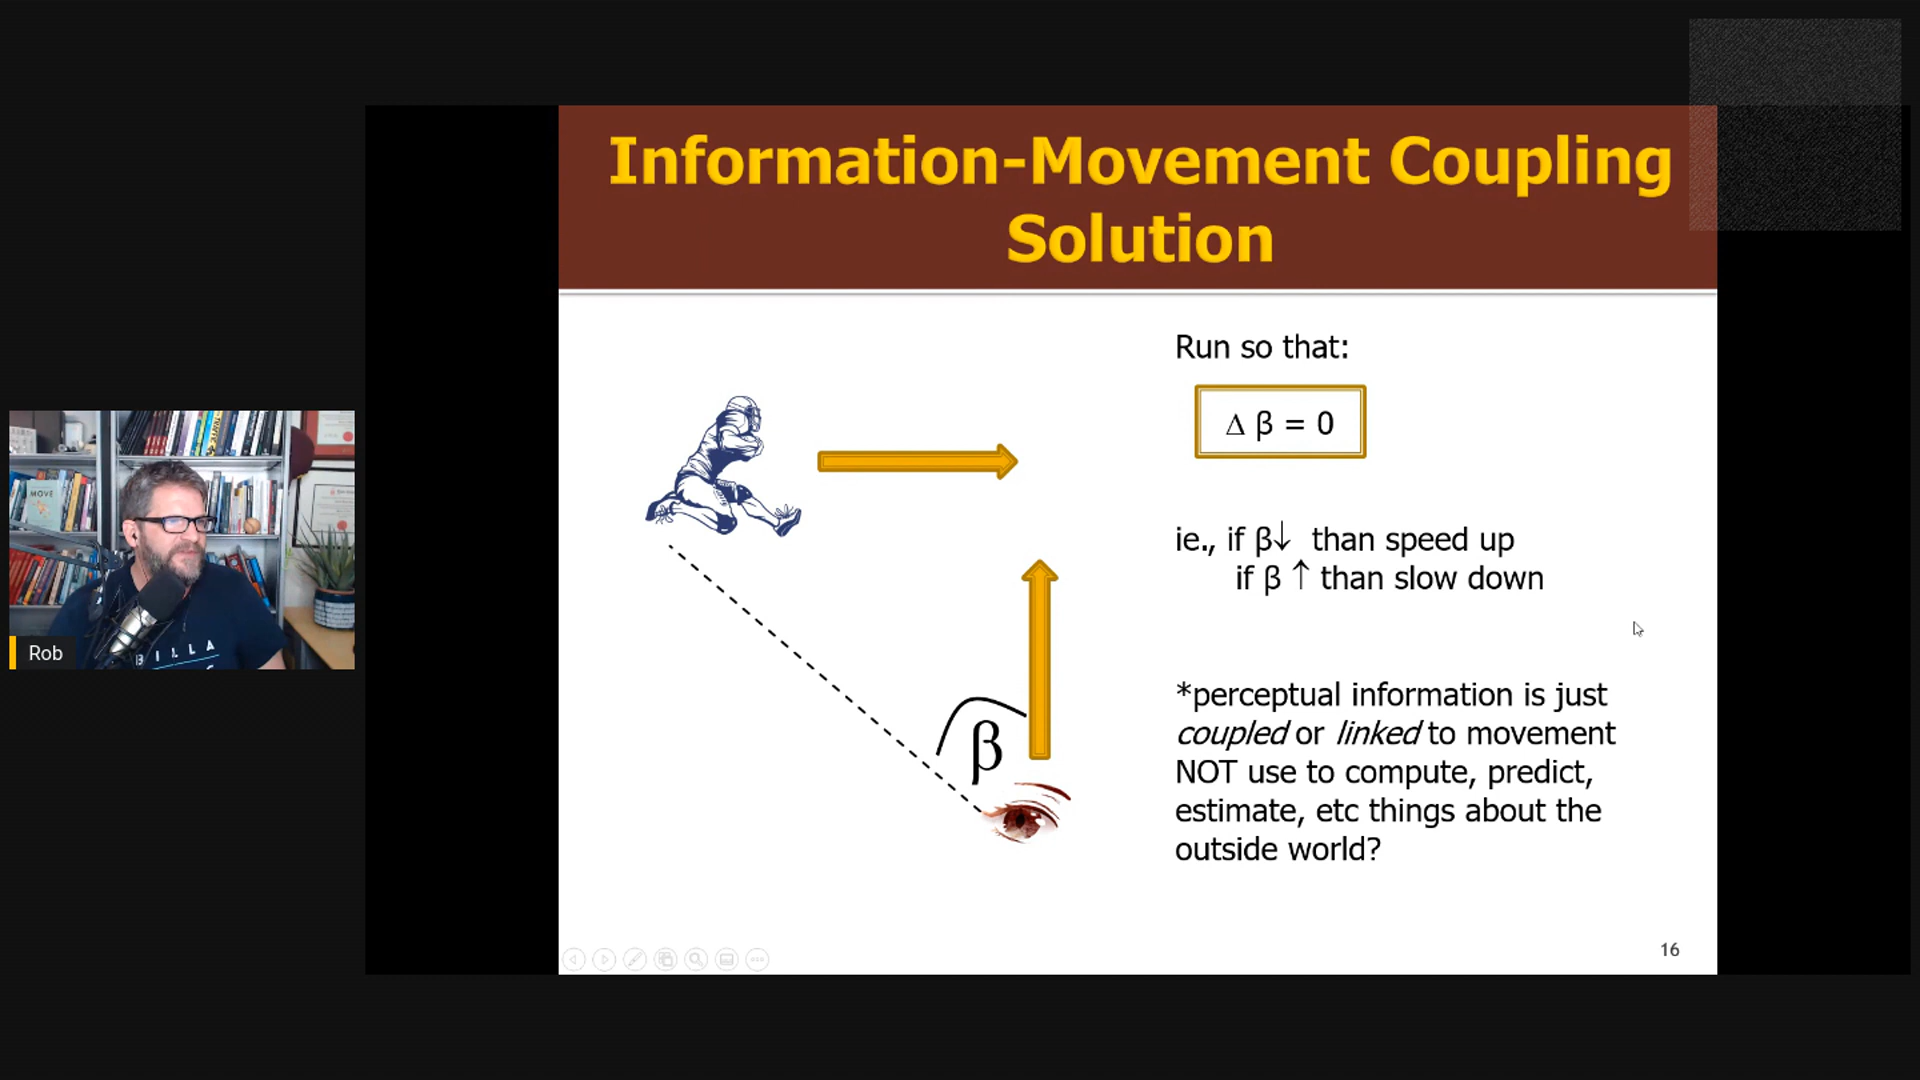 Information-Movement Coupling
Solution
Run so that:
Δ β = 0
ie., if β↓ than speed up
if β ↑ than slow down
*perceptual information is just
coupled or linked to movement
NOT use to compute, predict,
estimate, etc things about the
outside world?
β
16
MOVE
BILLA
Rob